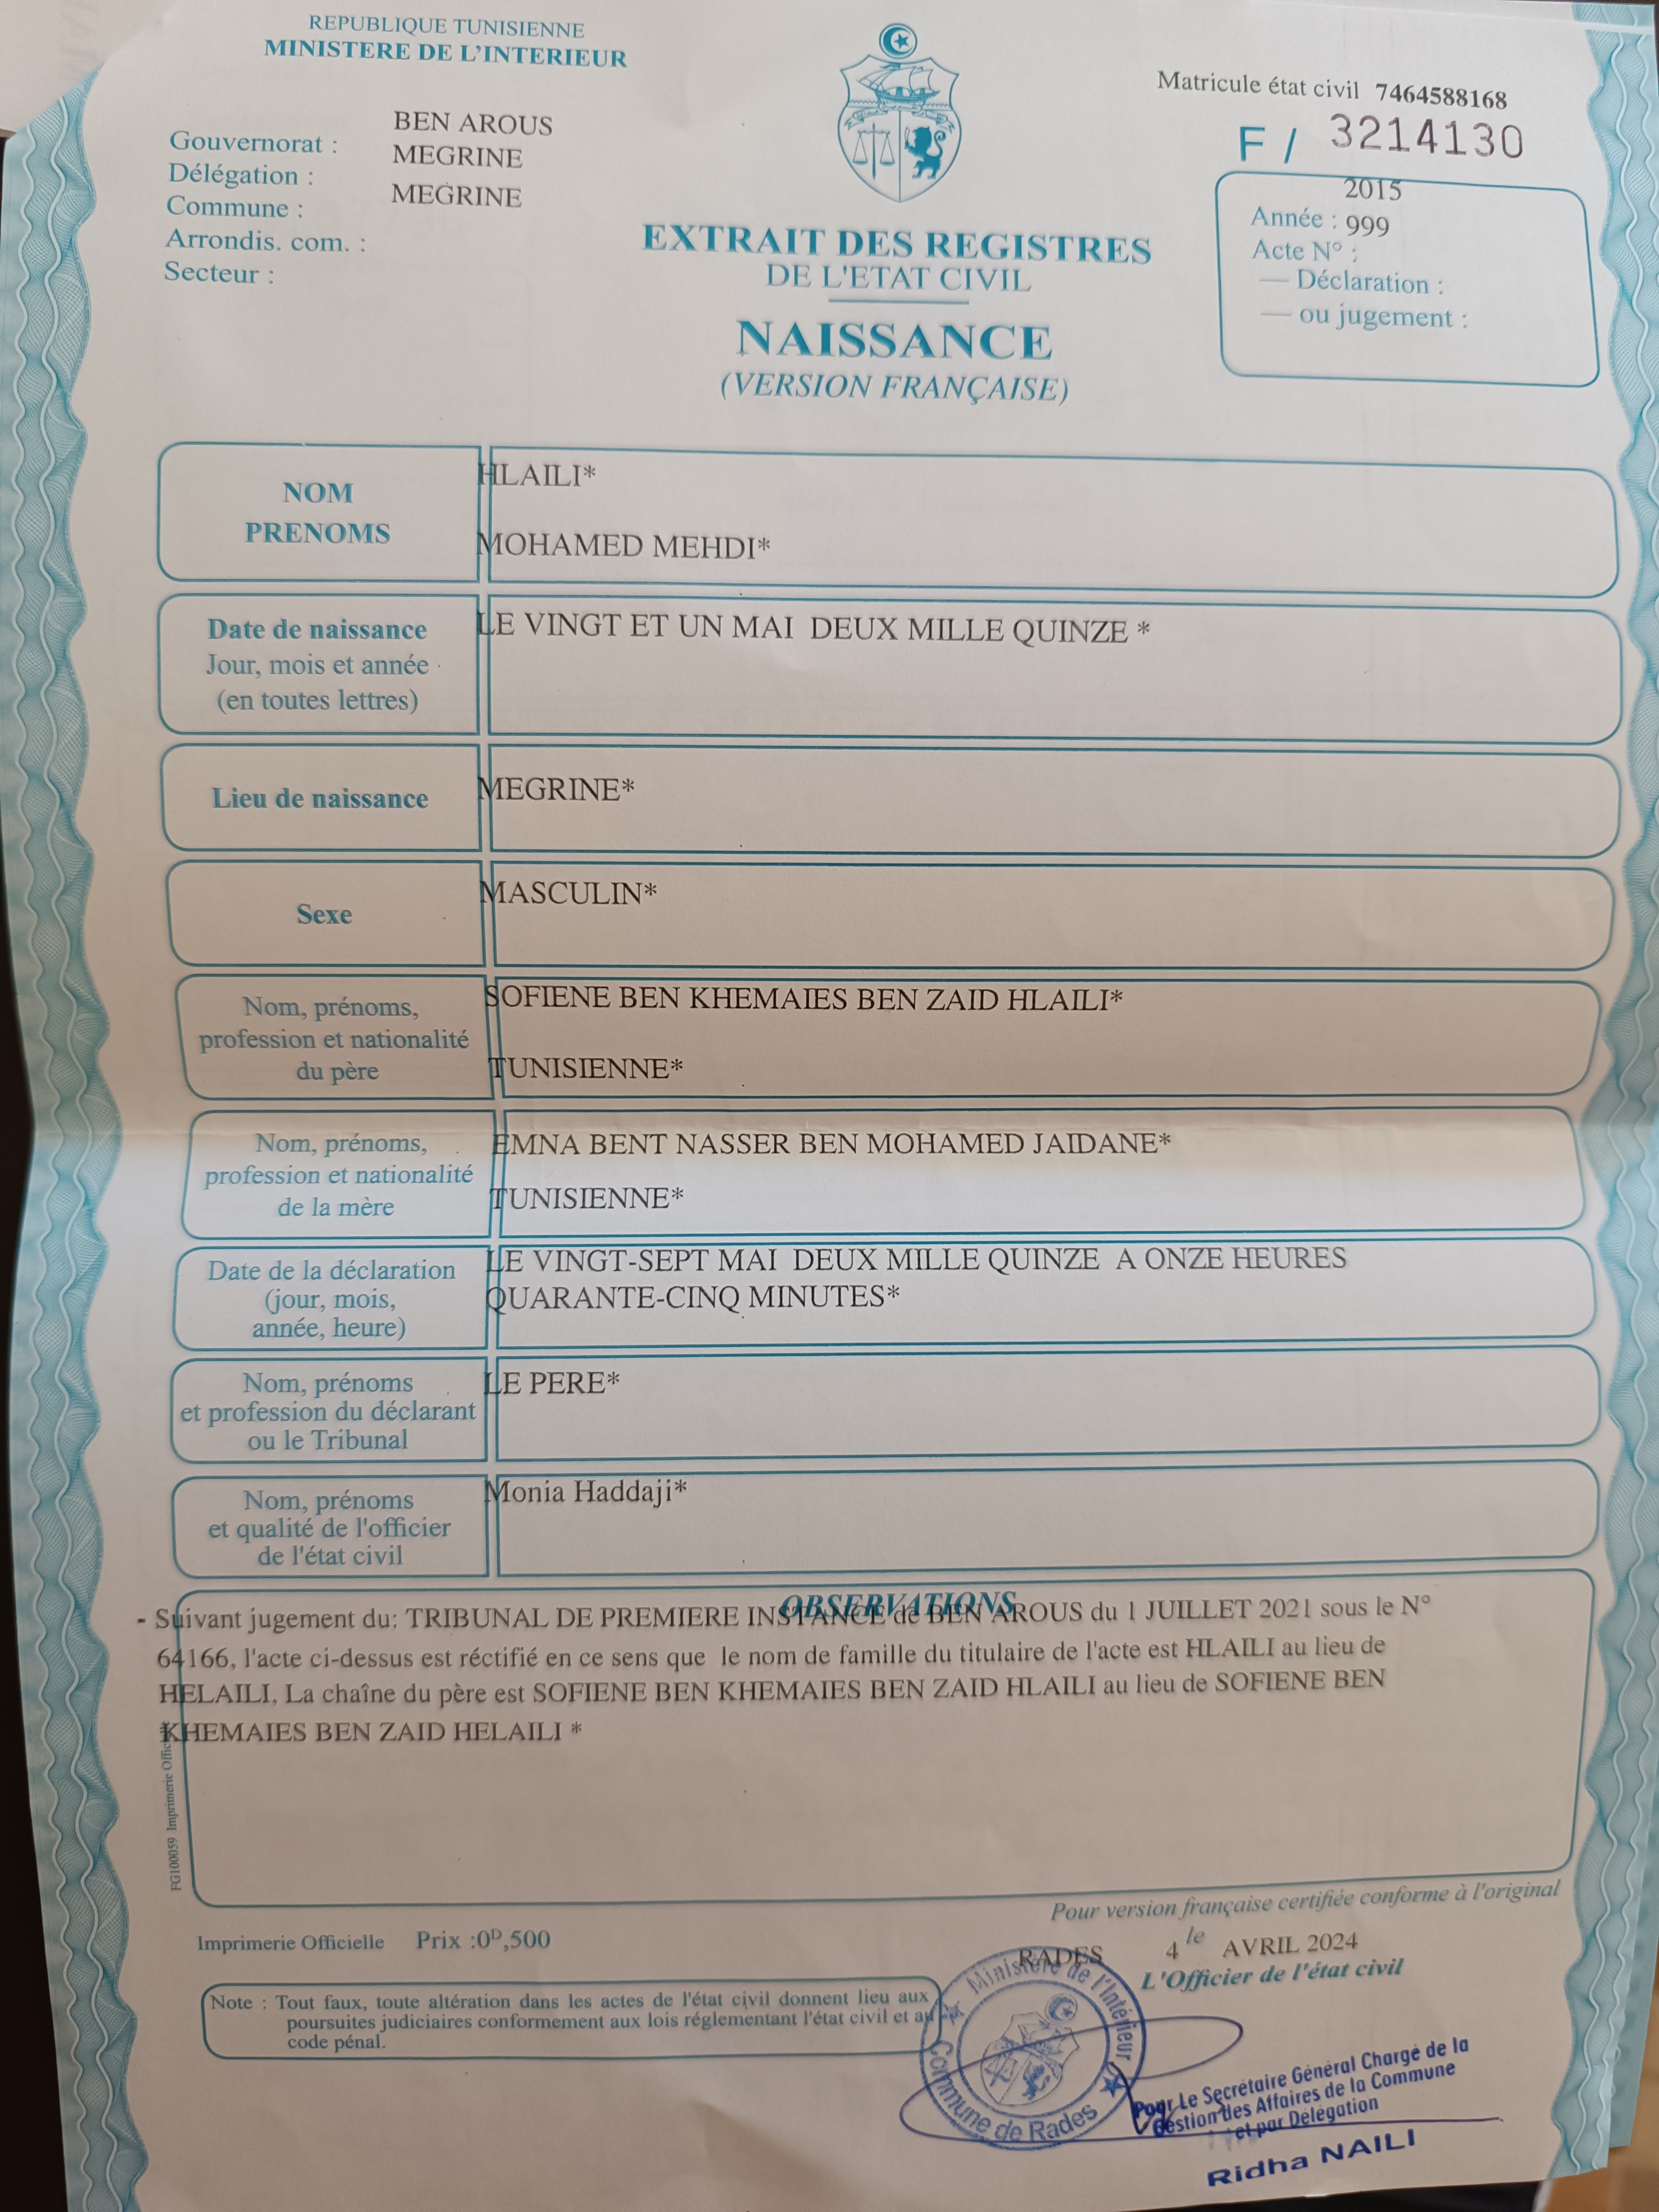 REPUBLIQUE TUNISIENNE
MINISTERE DE L'INTERIEUR
Matricule état civil 7464588168
F / 3214130
Gouvernorat : BEN AROUS
Délégation : MEGRINE
Commune : MEGRINE
Arrondis. com. :
Secteur :
2015
Année : 999
Acte N° :
— Déclaration :
— ou jugement :
EXTRAIT DES REGISTRES
DE L'ETAT CIVIL
NAISSANCE
(VERSION FRANÇAISE)
NOM
PRENOMS
HLAILI*
MOHAMED MEHDI*
Date de naissance
Jour, mois et année
(en toutes lettres)
LE VINGT ET UN MAI DEUX MILLE QUINZE *
Lieu de naissance
MEGRINE*
Sexe
MASCULIN*
Nom, prénoms,
profession et nationalité
du père
SOFIENE BEN KHEMAIES BEN ZAID HLAILI*
TUNISIENNE*
Nom, prénoms,
profession et nationalité
de la mère
EMNA BENT NASSER BEN MOHAMED JAIDANE*
TUNISIENNE*
Date de la déclaration
(jour, mois,
année, heure)
LE VINGT-SEPT MAI DEUX MILLE QUINZE A ONZE HEURES
QUARANTE-CINQ MINUTES*
Nom, prénoms
et profession du déclarant
ou le Tribunal
LE PERE*
Nom, prénoms
et qualité de l'officier
de l'état civil
Monia Haddaji*
OBSERVATIONS
- Suivant jugement du: TRIBUNAL DE PREMIERE INSTANCE de BEN AROUS du 1 JUILLET 2021 sous le N°
64166, l'acte ci-dessus est réctifié en ce sens que le nom de famille du titulaire de l'acte est HLAILI au lieu de
HELAILI, La chaîne du père est SOFIENE BEN KHEMAIES BEN ZAID HLAILI au lieu de SOFIENE BEN
KHEMAIES BEN ZAID HELAILI *
FG100059 Imprimerie Offic
Pour version française certifiée conforme à l'original
Imprimerie Officielle Prix :0ᴰ,500
RADES 4 le AVRIL 2024
L'Officier de l'état civil
Note : Tout faux, toute altération dans les actes de l'état civil donnent lieu aux
poursuites judiciaires conformement aux lois réglementant l'état civil et au
code pénal.
Ministère de l'Intérieur
Commune de Rades
Pour Le Secrétaire Général Chargé de la
Gestion des Affaires de la Commune
et par Délégation
Ridha NAILI